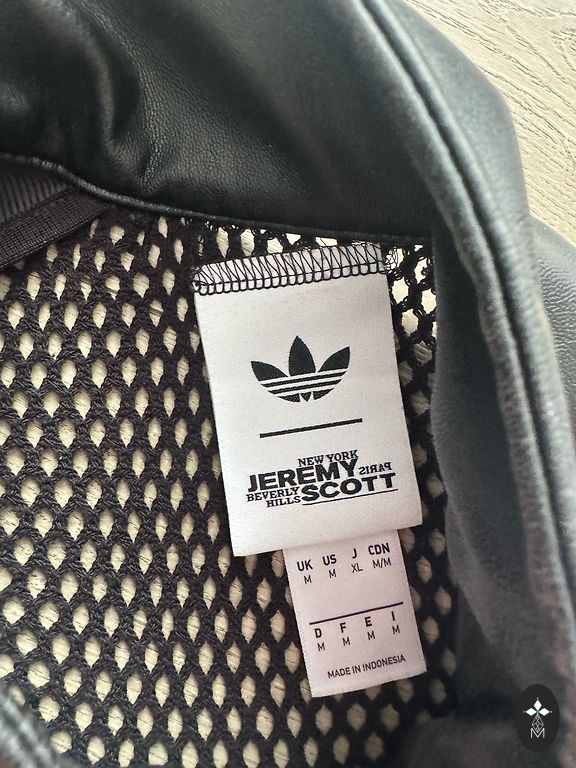 NEW YORK
JEREMY PARIS
BEVERLY SCOTT
HILLS
UK US J CDN
M M XL M/M
D F E I
M M M M
MADE IN INDONESIA
M